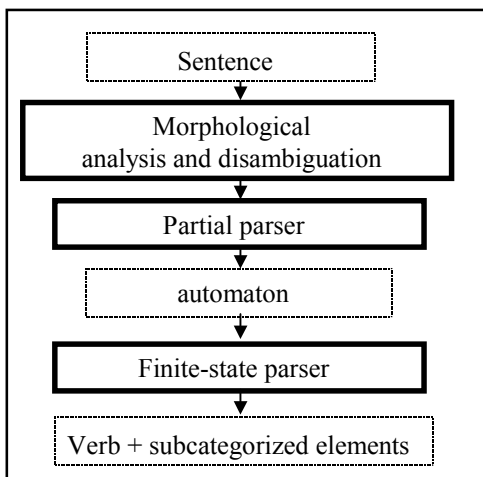 Sentence
Morphological
analysis and disambiguation
Partial parser
automaton
Finite-state parser
Verb + subcategorized elements